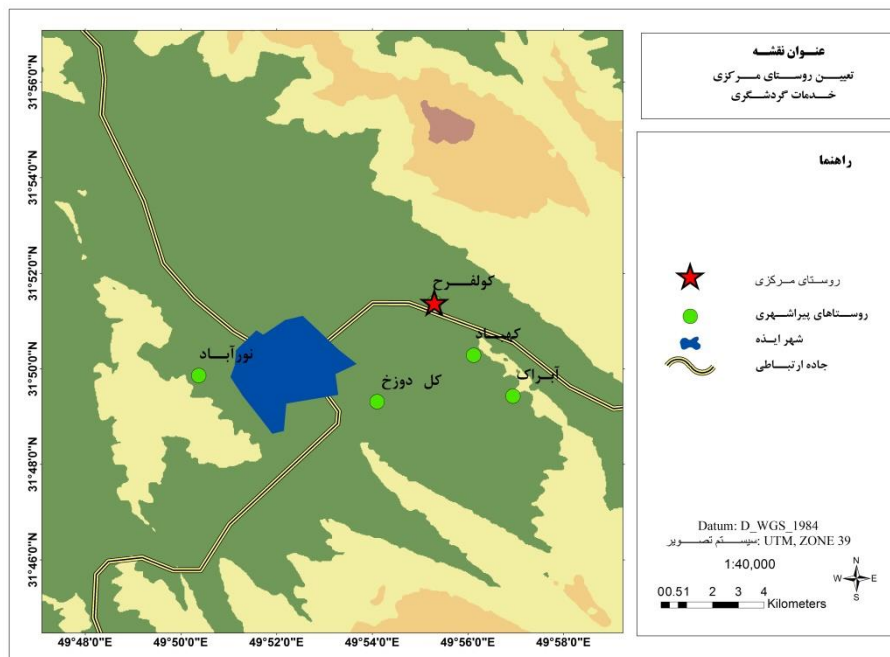 عنوان نقشه
تعیین روستای مرکزی
خدمات گردشگری
راهنما
روستای مرکزی
روستاهای پیراشهری
شهر ایذه
جاده ارتباطی
Datum: D_WGS_1984
سیستم تصویر: UTM, ZONE 39
1:40,000
N
W E
S
0 0.5 1 2 3 4
Kilometers
کولفرح
کهباد
نورآباد
کل دوزخ
آبراک
31°56'0"N
31°54'0"N
31°52'0"N
31°50'0"N
31°48'0"N
31°46'0"N
49°48'0"E 49°50'0"E 49°52'0"E 49°54'0"E 49°56'0"E 49°58'0"E